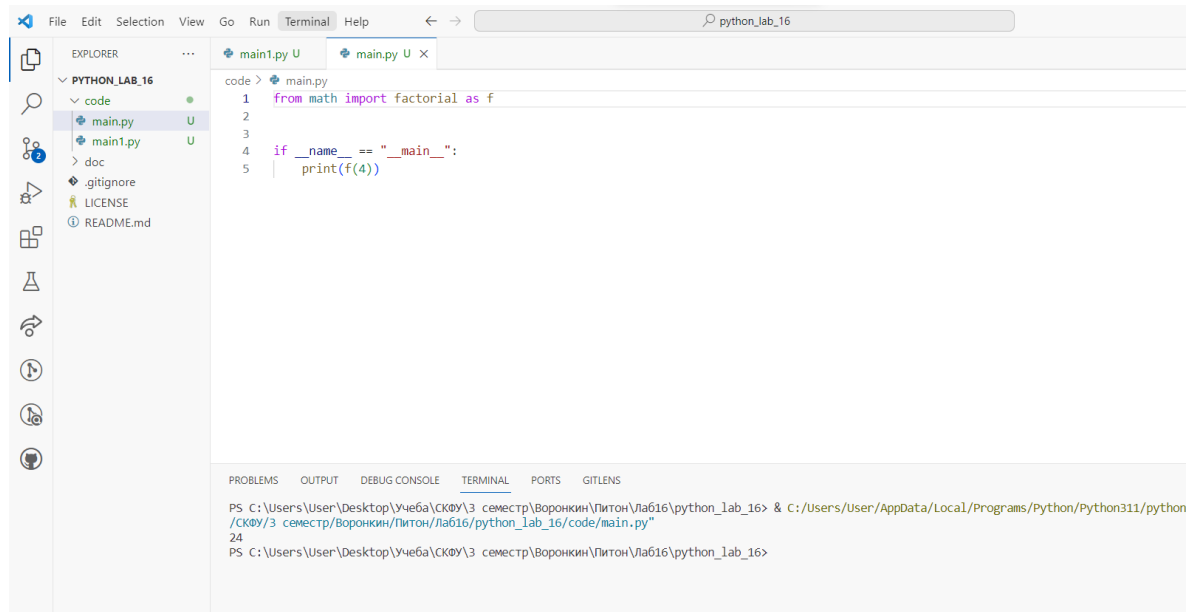 File Edit Selection View Go Run Terminal Help
python_lab_16
EXPLORER
PYTHON_LAB_16
code
main.py U
main1.py U
doc
.gitignore
LICENSE
README.md
2
main1.py U
main.py U
code > main.py
1 from math import factorial as f
2
3
4 if __name__ == "__main__":
5 print(f(4))
PROBLEMS OUTPUT DEBUG CONSOLE TERMINAL PORTS GITLENS
PS C:\Users\User\Desktop\Учеба\СКФУ\3 семестр\Воронкин\Питон\Лаб16\python_lab_16> & C:/Users/User/AppData/Local/Programs/Python/Python311/python
/СКФУ/3 семестр/Воронкин/Питон/Лаб16/python_lab_16/code/main.py"
24
PS C:\Users\User\Desktop\Учеба\СКФУ\3 семестр\Воронкин\Питон\Лаб16\python_lab_16>